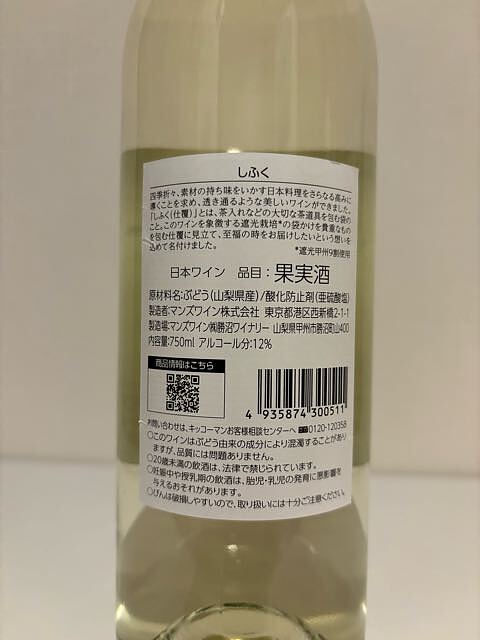 しふく
四季折々、素材の持ち味をいかす日本料理をさらなる高みに
導くことを求め、透き通るような美しいワインができました。
「しふく(仕覆)」とは、茶入れなどの大切な茶道具を包む袋の
こと。このワインを象徴する遮光栽培*の袋かけを貴重なもの
を包む仕覆に見立て、至福の時をお届けしたいという想いを
込めて名付けました。
*遮光甲州9割使用
日本ワイン 品目:果実酒
原材料名:ぶどう(山梨県産)/酸化防止剤(亜硫酸塩)
製造者:マンズワイン株式会社 東京都港区西新橋2-1-1
製造場:マンズワイン㈱勝沼ワイナリー 山梨県甲州市勝沼町山400
内容量:750ml アルコール分:12%
商品情報はこちら
4 935874 300511
お問い合わせは、キッコーマンお客様相談センターへ 0120-120358
○このワインはぶどう由来の成分により混濁することがあり
ますが、品質には問題ありません。
○20歳未満の飲酒は、法律で禁じられています。
○妊娠中や授乳期の飲酒は、胎児・乳児の発育に悪影響を
与えるおそれがあります。
○びんは破損しやすいので、取り扱いには十分ご注意ください。